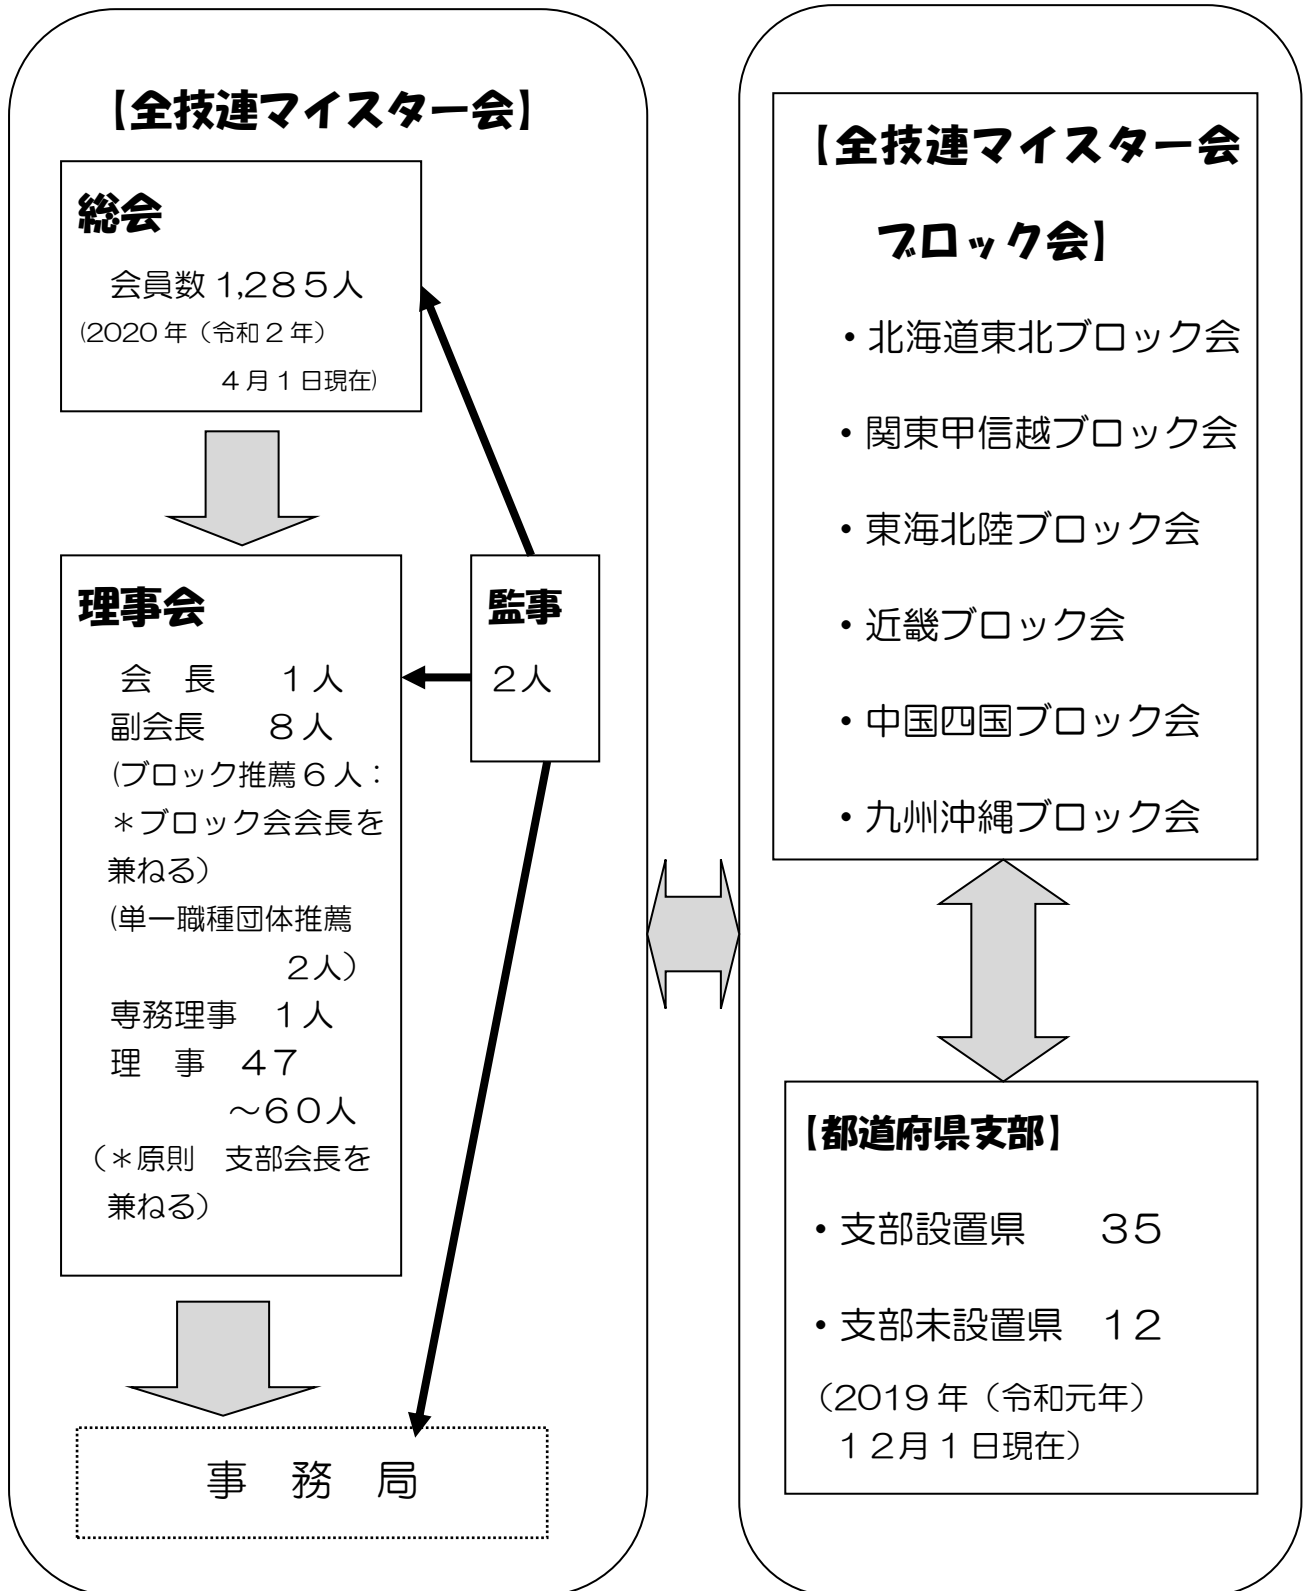 【全技連マイスター会】
総会
会員数 1,285人
(2020年（令和2年）
4月1日現在)
理事会
会　長　　1人
副会長　　8人
(ブロック推薦6人：
＊ブロック会会長を
兼ねる）
(単一職種団体推薦
2人）
専務理事　1人
理　事　47
～60人
（＊原則　支部会長を
兼ねる）
監事
2人
事　務　局
【全技連マイスター会
ブロック会】
・北海道東北ブロック会
・関東甲信越ブロック会
・東海北陸ブロック会
・近畿ブロック会
・中国四国ブロック会
・九州沖縄ブロック会
【都道府県支部】
・支部設置県　　35
・支部未設置県　12
（2019年（令和元年）
12月1日現在）